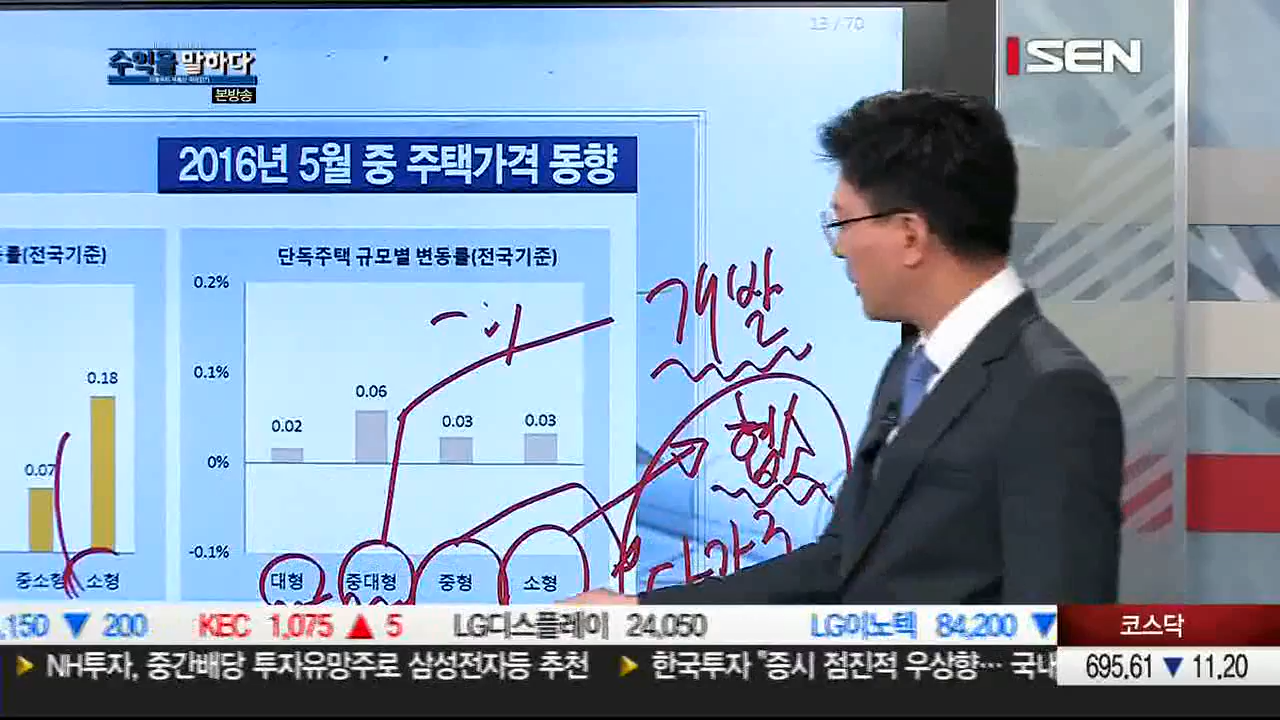 13 / 70
수익을 말하다
본방송
SEN
2016년 5월 중 주택가격 동향
률(전국기준)
0.07
0.18
중소형
소형
단독주택 규모별 변동률(전국기준)
0.2%
0.1%
0%
-0.1%
0.02
0.06
0.03
0.03
대형
중대형
중형
소형
개발
협소
다가구
.150 ▼ 200 KEC 1,075 ▲ 5 LG디스플레이 24,050 LG이노텍 84,200 ▼
코스닥
NH투자, 중간배당 투자유망주로 삼성전자등 추천
한국투자 "증시 점진적 우상향… 국내
695.61 ▼ 11.20